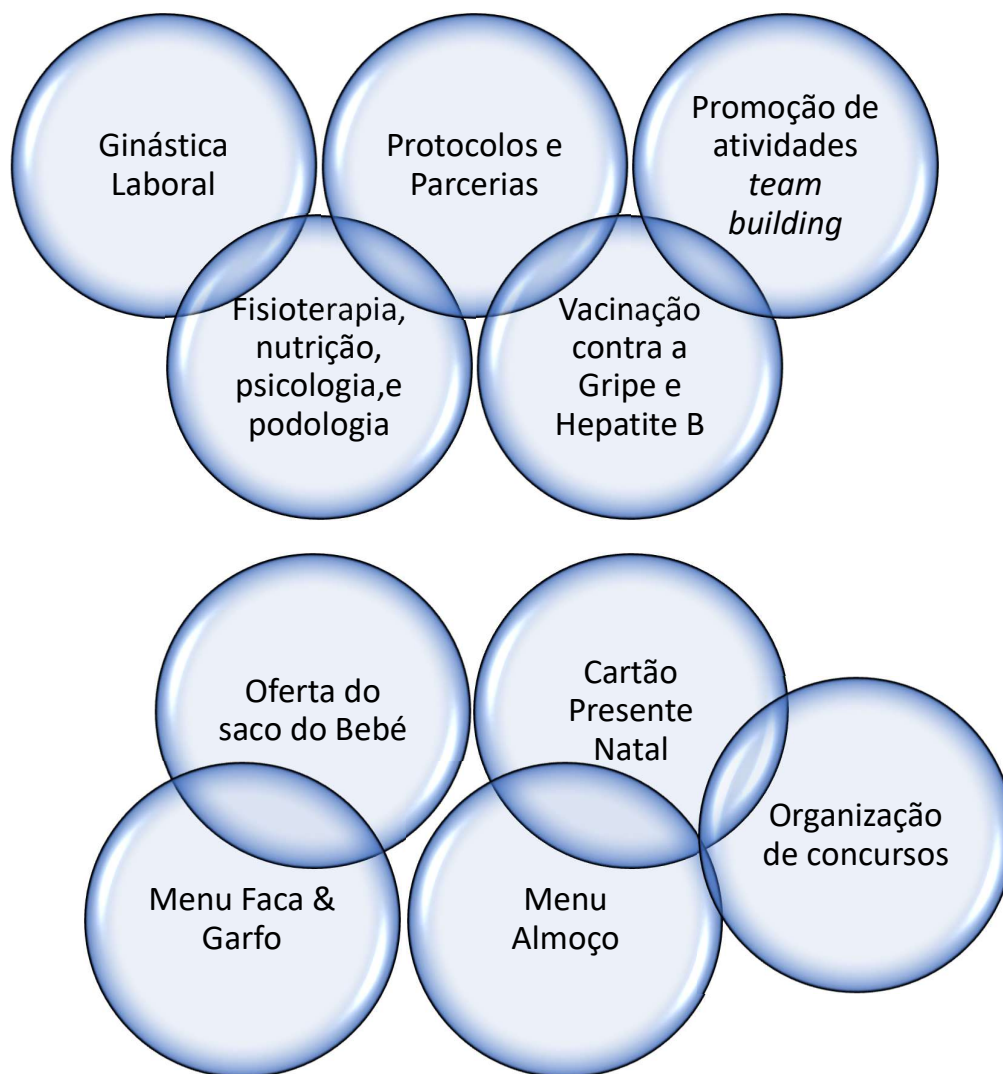 Ginástica
Laboral
Protocolos e
Parcerias
Promoção de
atividades
team
building
Fisioterapia,
nutrição,
psicologia,e
podologia
Vacinação
contra a
Gripe e
Hepatite B
Oferta do
saco do Bebé
Cartão
Presente
Natal
Organização
de concursos
Menu Faca &
Garfo
Menu
Almoço